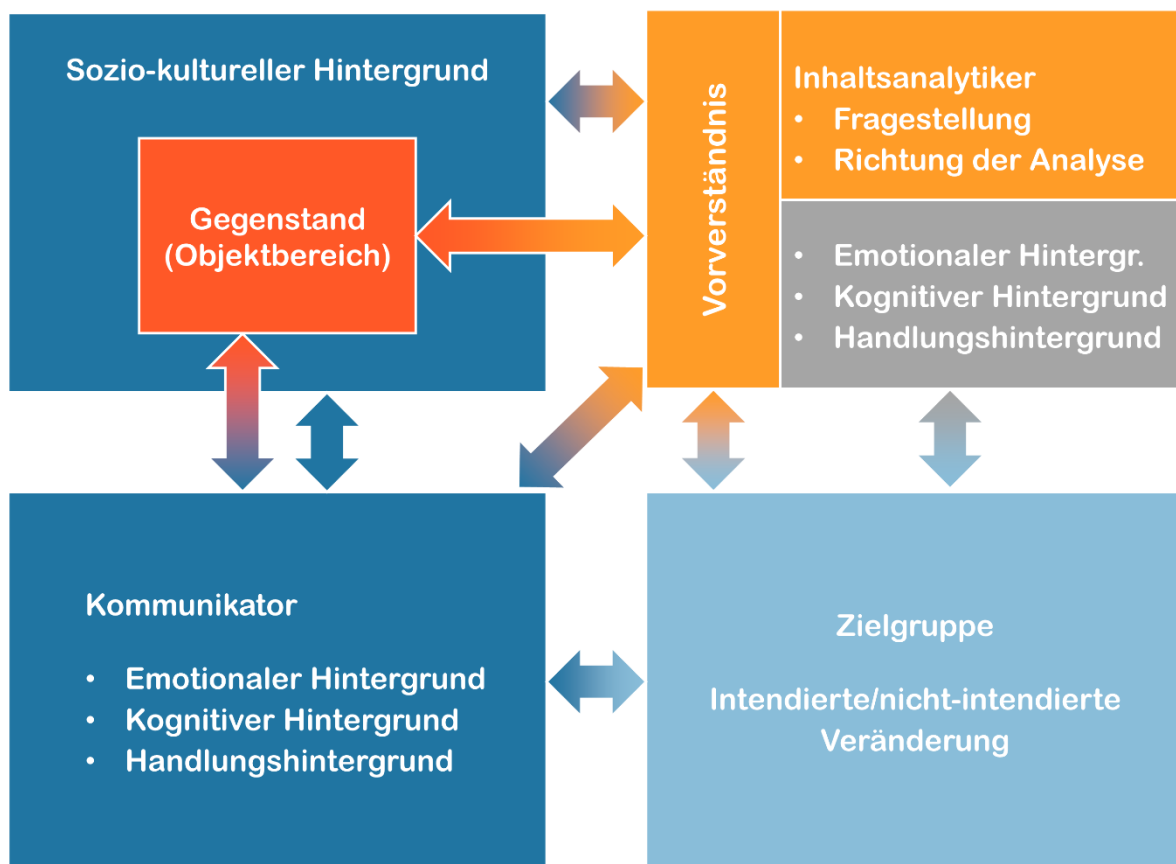 Sozio-kultureller Hintergrund
Gegenstand
(Objektbereich)
Vorverständnis
Inhaltsanalytiker
• Fragestellung
• Richtung der Analyse
• Emotionaler Hintergr.
• Kognitiver Hintergrund
• Handlungshintergrund
Kommunikator
• Emotionaler Hintergrund
• Kognitiver Hintergrund
• Handlungshintergrund
Zielgruppe
Intendierte/nicht-intendierte
Veränderung